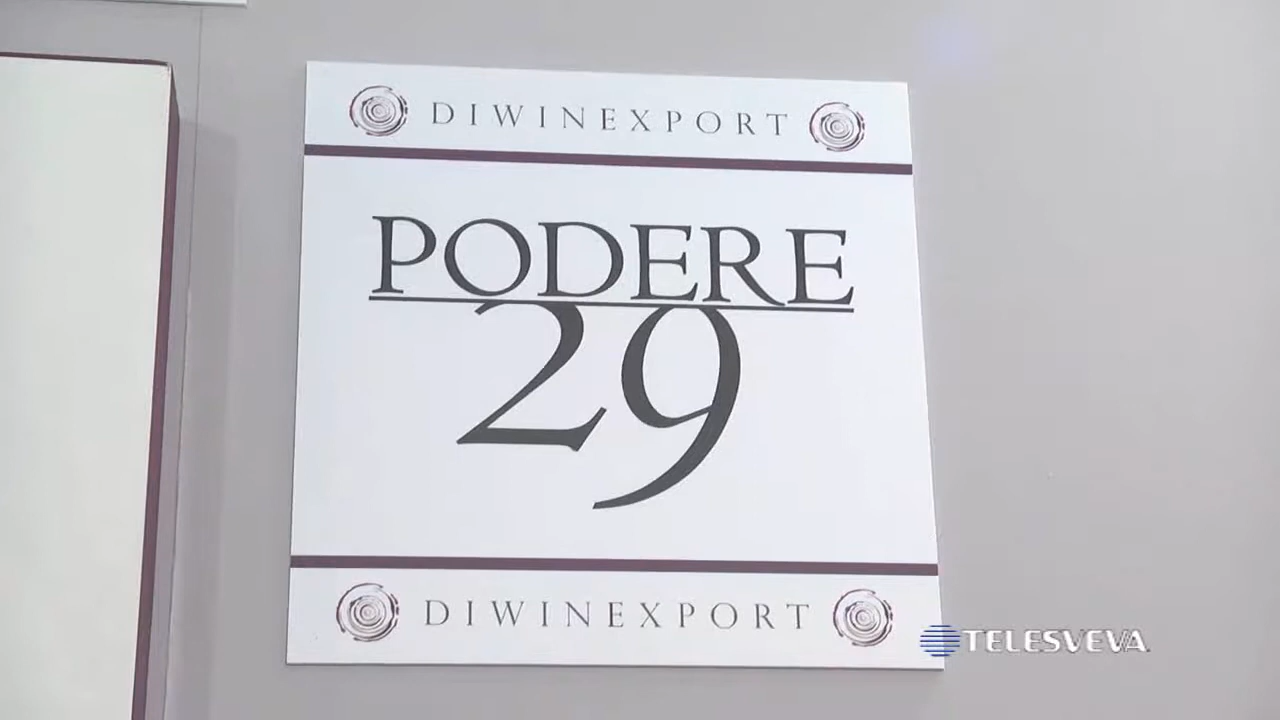 DIWINEXPORT
PODERE
29
DIWINEXPORT
TELESVEVA